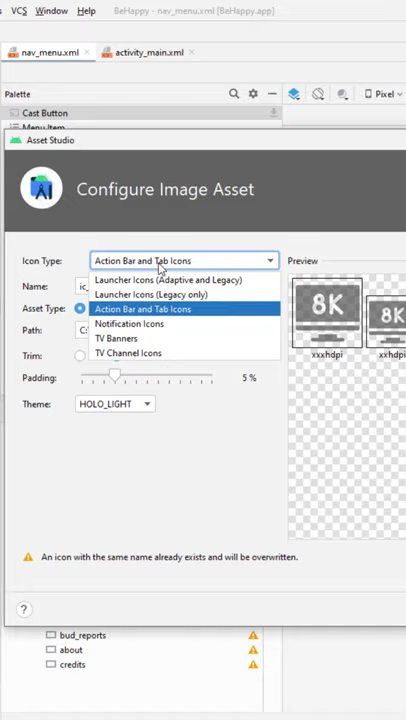 VCS Window Help BeHappy - nav_menu.xml [BeHappy.app]
nav_menu.xml activity_main.xml
Palette Pixel
Cast Button
Menu Item
Asset Studio
Configure Image Asset
Icon Type: Action Bar and Tab Icons Preview
Launcher Icons (Adaptive and Legacy)
Name: ic_ Launcher Icons (Legacy only)
Asset Type: Action Bar and Tab Icons
Path: C:\ Notification Icons
TV Banners
Trim: TV Channel Icons
8K 8K
xxxhdpi xxhdpi
Padding: 5 %
Theme: HOLO_LIGHT
An icon with the same name already exists and will be overwritten.
?
bud_reports
about
credits